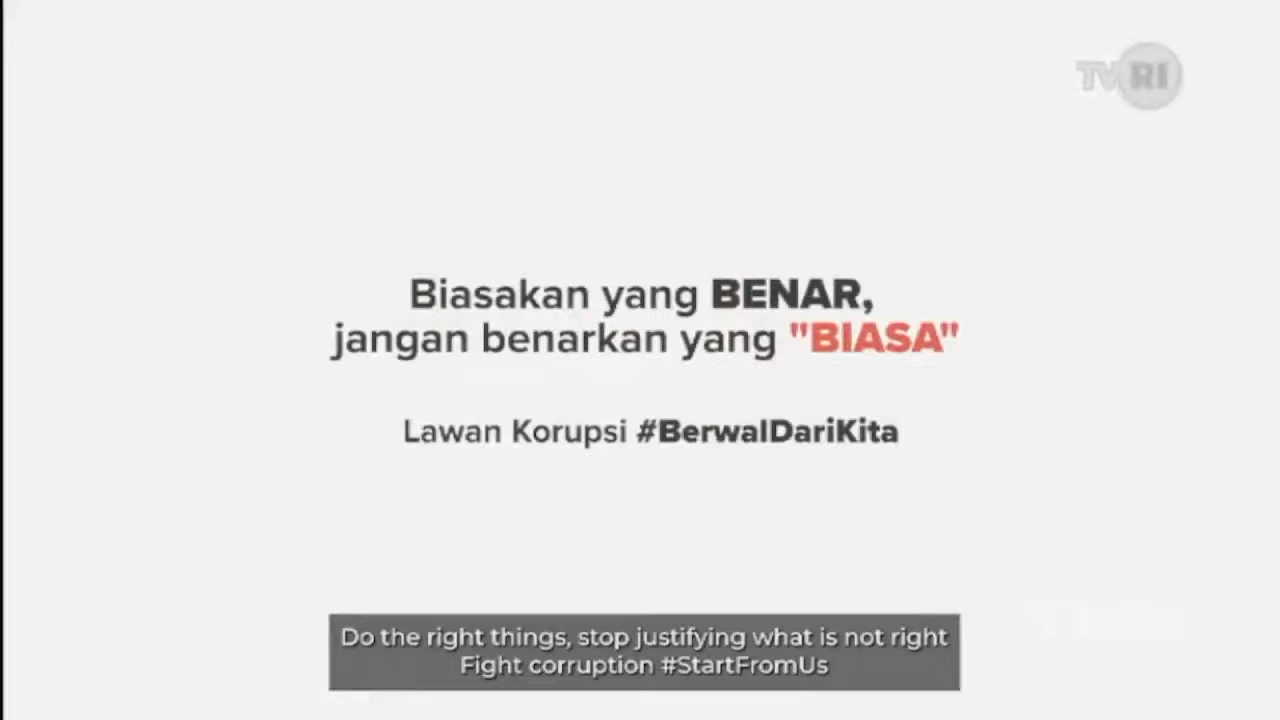 TVRI
Biasakan yang BENAR,
jangan benarkan yang "BIASA"
Lawan Korupsi #BerwalDariKita
Do the right things, stop justifying what is not right
Fight corruption #StartFromUs